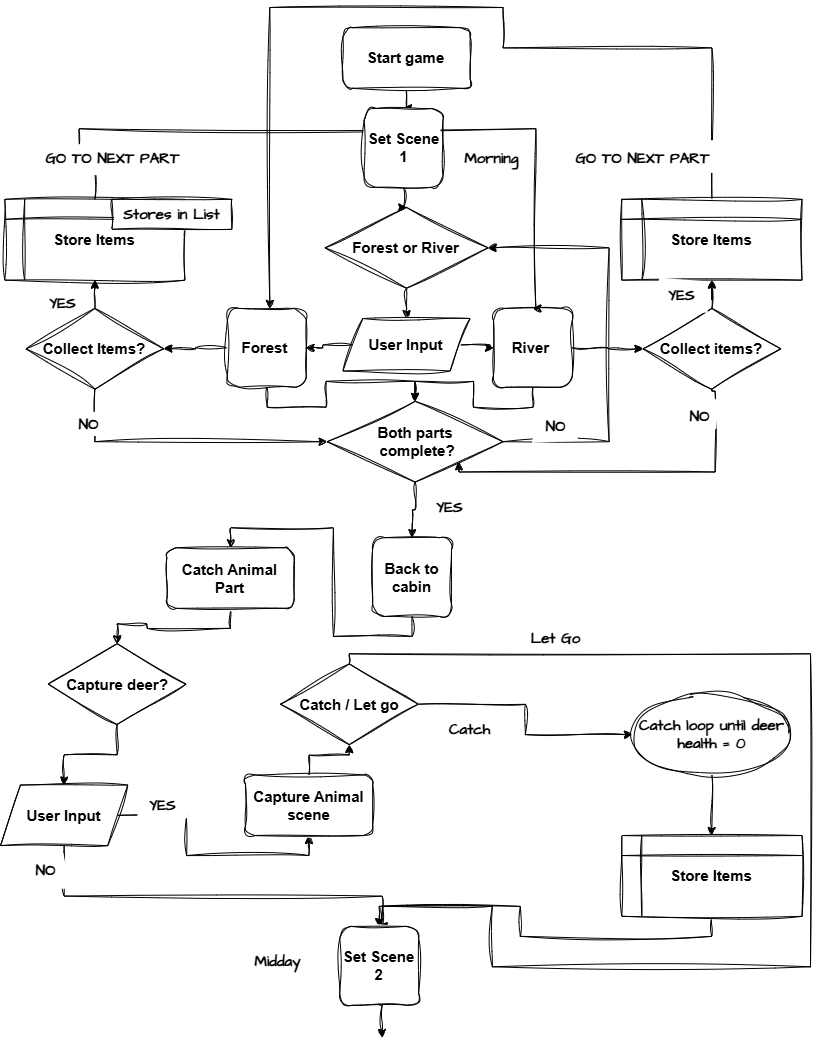 Start game
Set Scene
1
GO TO NEXT PART
Morning
GO TO NEXT PART
Stores in List
Store Items
Forest or River
Store Items
YES
YES
Collect Items?
Forest
User Input
River
Collect items?
NO
Both parts
complete?
NO
NO
YES
Catch Animal
Part
Back to
cabin
Let Go
Capture deer?
Catch / Let go
Catch
Catch loop until deer
health = 0
User Input
YES
Capture Animal
scene
NO
Store Items
Midday
Set Scene
2